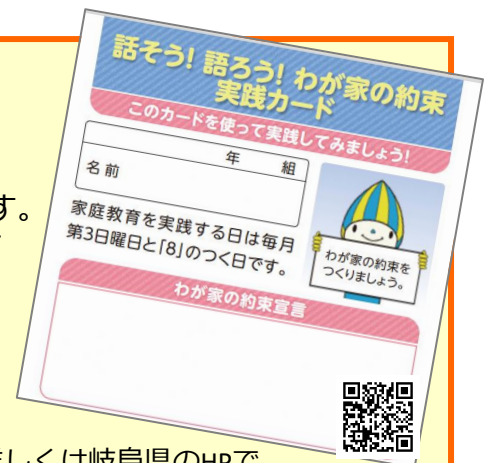 話そう! 語ろう! わが家の約束
実践カード
このカードを使って実践してみましょう!
年 組
名前
家庭教育を実践する日は毎月
第3日曜日と「8」のつく日です。
わが家の約束を
つくりましょう。
わが家の約束宣言
す。
しくは岐阜県のHPで